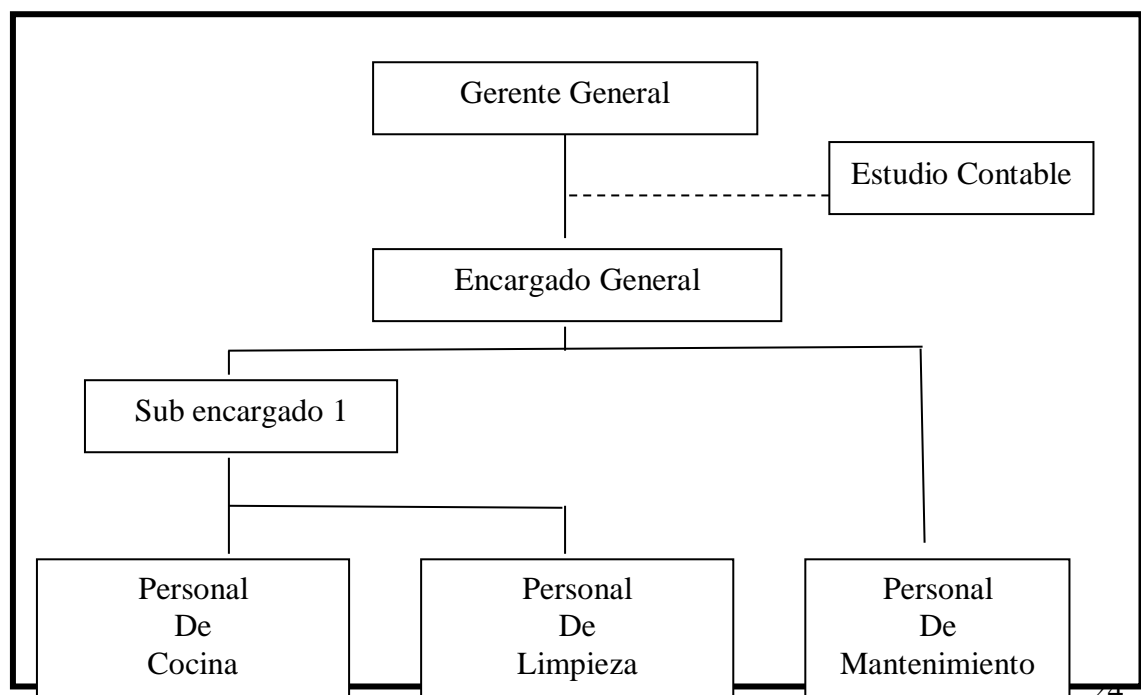 Gerente General
Estudio Contable
Encargado General
Sub encargado 1
Personal
De
Cocina
Personal
De
Limpieza
Personal
De
Mantenimiento